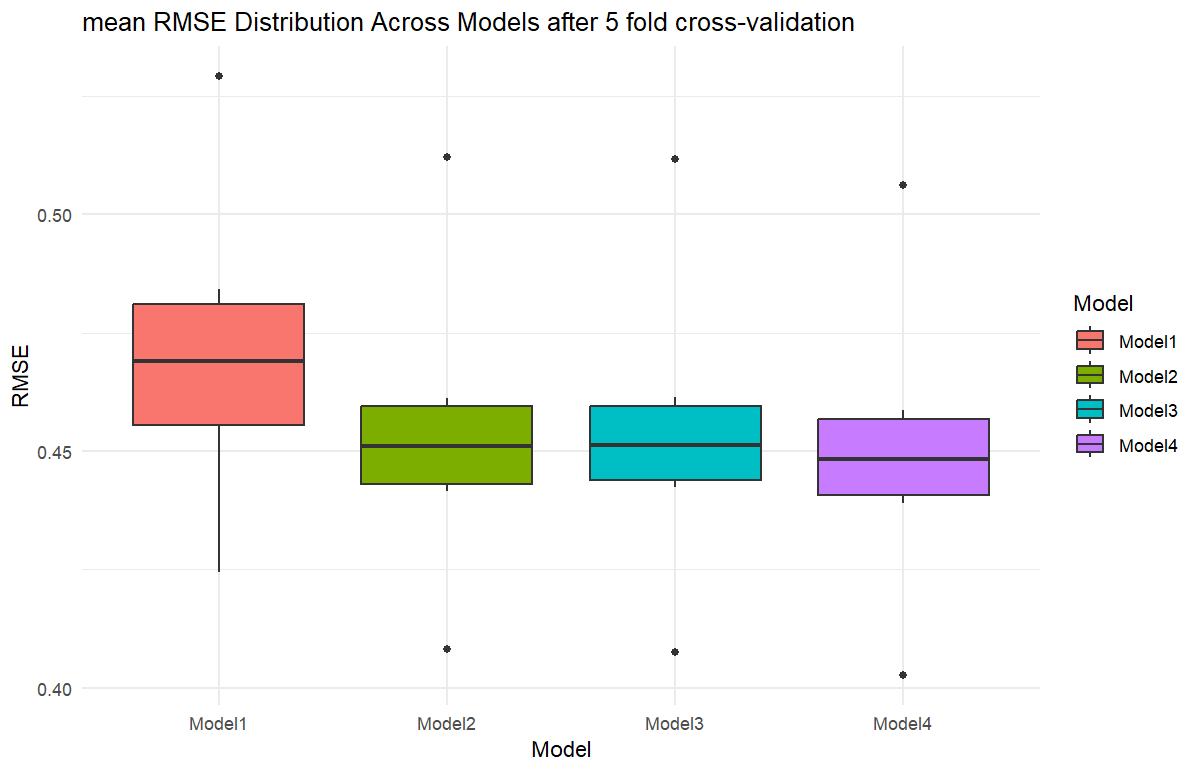 mean RMSE Distribution Across Models after 5 fold cross-validation
RMSE
0.50
0.45
0.40
Model1 Model2 Model3 Model4
Model
Model
Model1
Model2
Model3
Model4